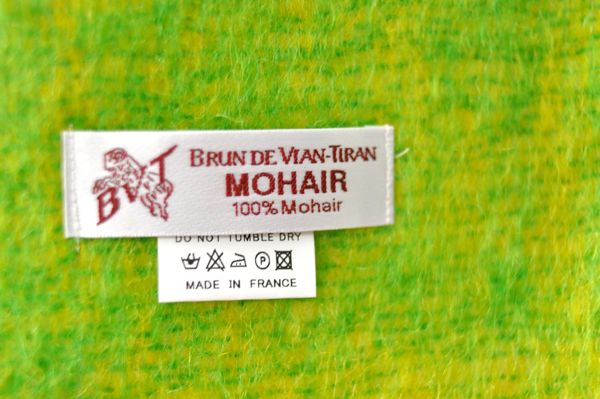 BVT
BRUN DE VIAN-TIRAN
MOHAIR
100% Mohair
DO NOT TUMBLE DRY
P
MADE IN FRANCE